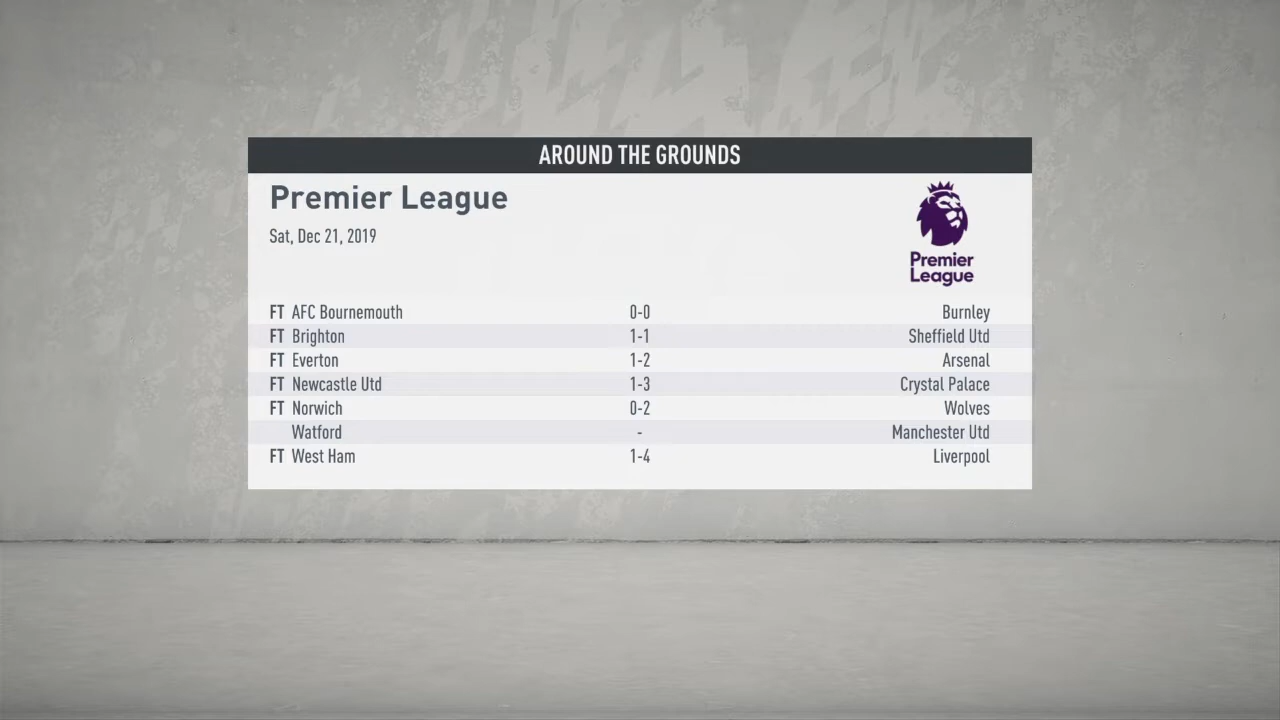 AROUND THE GROUNDS
Premier League
Sat, Dec 21, 2019
Premier
League
FT AFC Bournemouth 0-0 Burnley
FT Brighton 1-1 Sheffield Utd
FT Everton 1-2 Arsenal
FT Newcastle Utd 1-3 Crystal Palace
FT Norwich 0-2 Wolves
Watford - Manchester Utd
FT West Ham 1-4 Liverpool